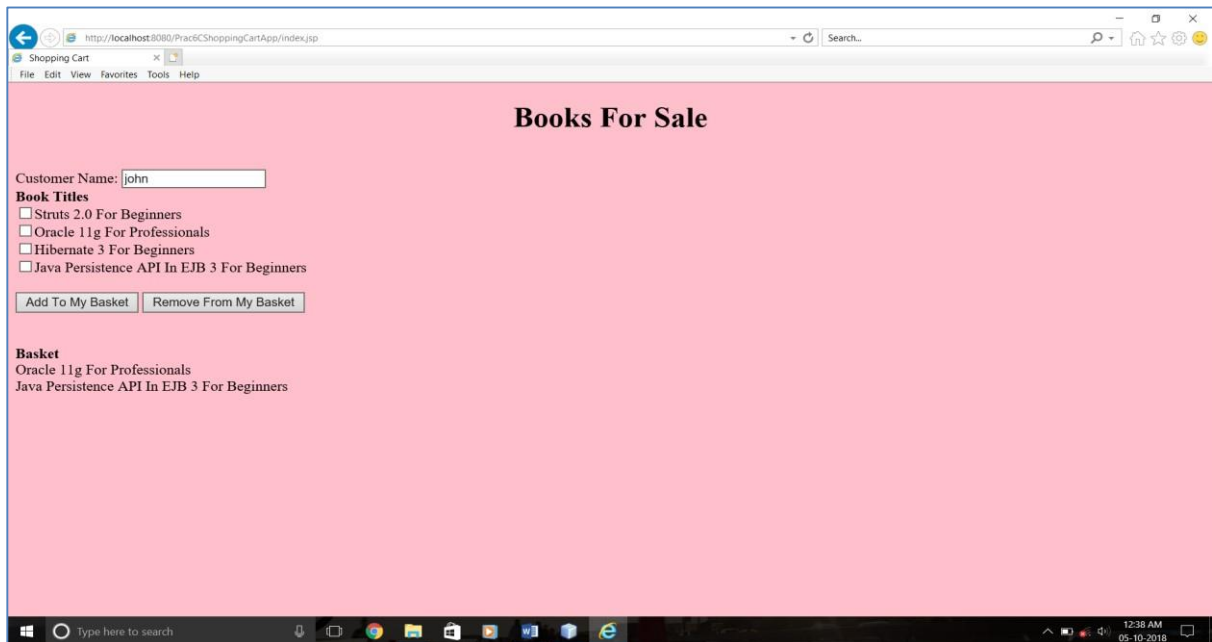 http://localhost:8080/Prac6CShoppingCartApp/index.jsp
Search...
Shopping Cart
File Edit View Favorites Tools Help
Books For Sale
Customer Name: john
Book Titles
Struts 2.0 For Beginners
Oracle 11g For Professionals
Hibernate 3 For Beginners
Java Persistence API In EJB 3 For Beginners
Add To My Basket Remove From My Basket
Basket
Oracle 11g For Professionals
Java Persistence API In EJB 3 For Beginners
Type here to search
12:38 AM
05-10-2018